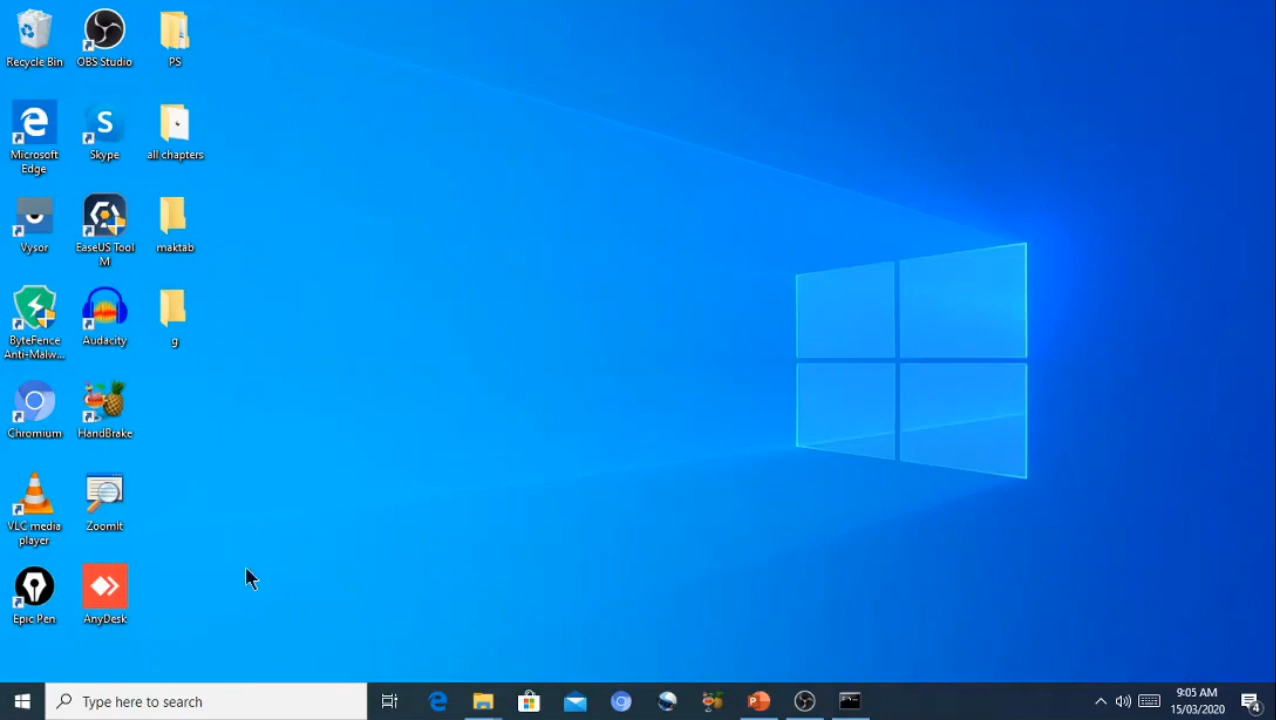 Recycle Bin
OBS Studio
PS
Microsoft
Edge
Skype
all chapters
Vysor
EaseUS Tool
M
maktab
ByteFence
Anti-Malw...
Audacity
g
Chromium
HandBrake
VLC media
player
ZoomIt
Epic Pen
AnyDesk
Type here to search
9:05 AM
15/03/2020
4